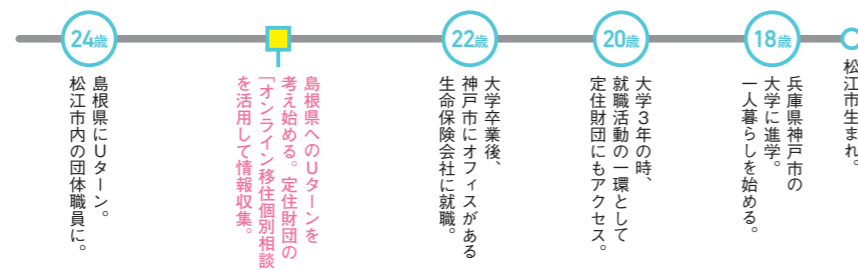 松江市生まれ。
18歳
兵庫県神戸市の
大学に進学。
一人暮らしを始める。
20歳
大学3年の時、
就職活動の一環として
定住財団にもアクセス。
22歳
大学卒業後、
神戸市にオフィスがある
生命保険会社に就職。
島根県へのUターンを
考え始める。定住財団の
「オンライン移住個別相談
を活用して情報収集。
24歳
島根県にUターン。
松江市内の団体職員に。